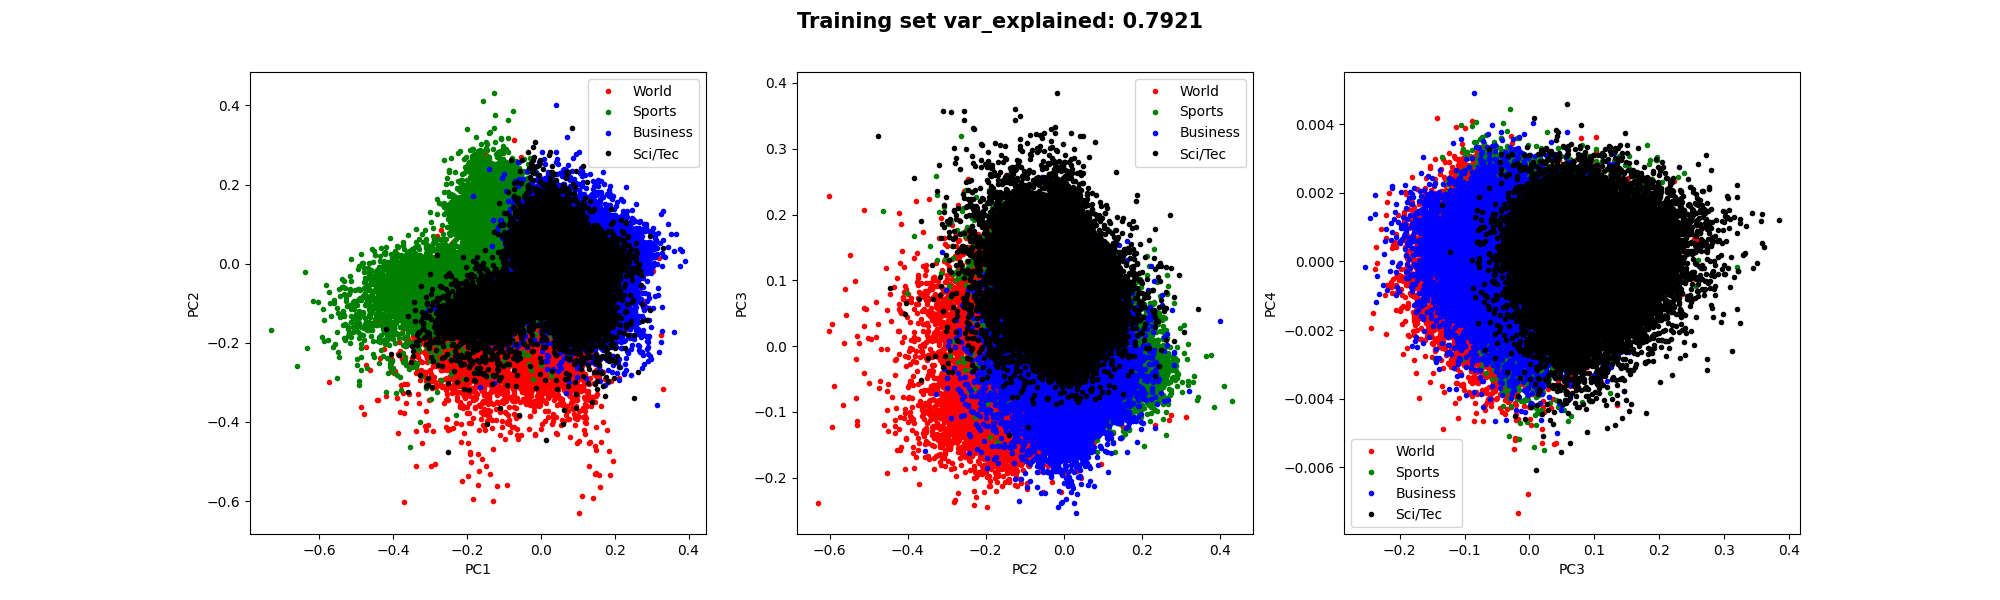 Training set var_explained: 0.7921
World
Sports
Business
Sci/Tec
0.4
0.2
0.0
−0.2
−0.4
−0.6
PC2
−0.6
−0.4
−0.2
0.0
0.2
0.4
PC1
World
Sports
Business
Sci/Tec
0.4
0.3
0.2
0.1
0.0
−0.1
−0.2
PC3
−0.6
−0.4
−0.2
0.0
0.2
0.4
PC2
0.004
0.002
0.000
−0.002
−0.004
−0.006
PC4
World
Sports
Business
Sci/Tec
−0.2
−0.1
0.0
0.1
0.2
0.3
0.4
PC3